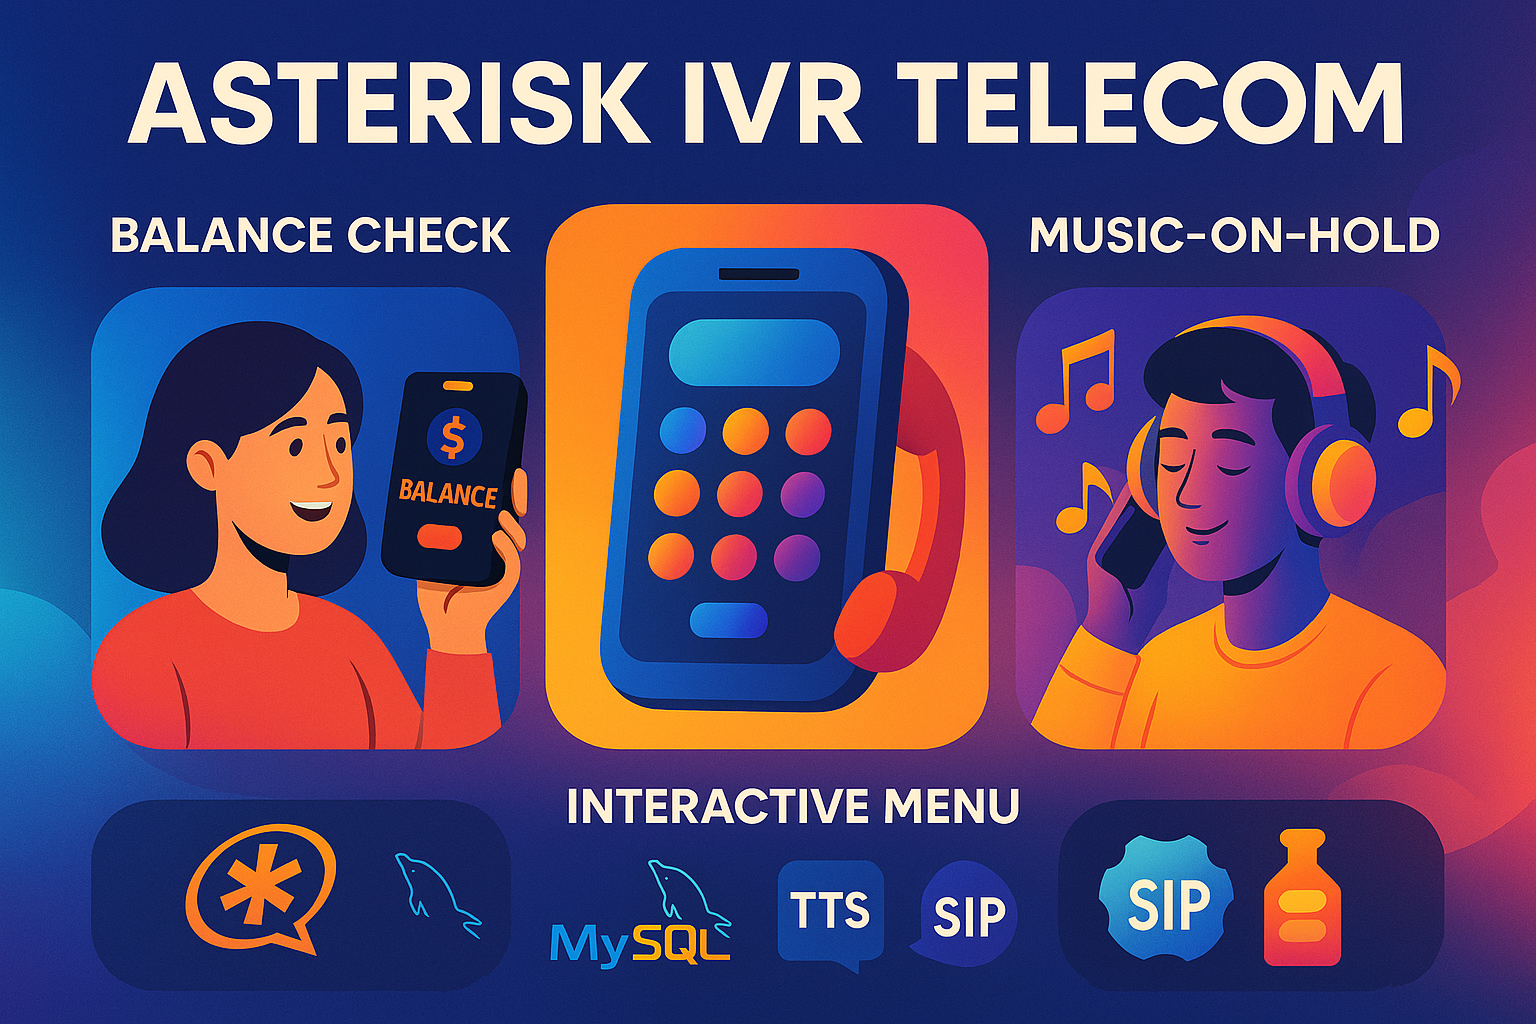 ASTERISK IVR TELECOM
BALANCE CHECK
MUSIC-ON-HOLD
$
BALANCE
INTERACTIVE MENU
MySQL
TTS
SIP
SIP